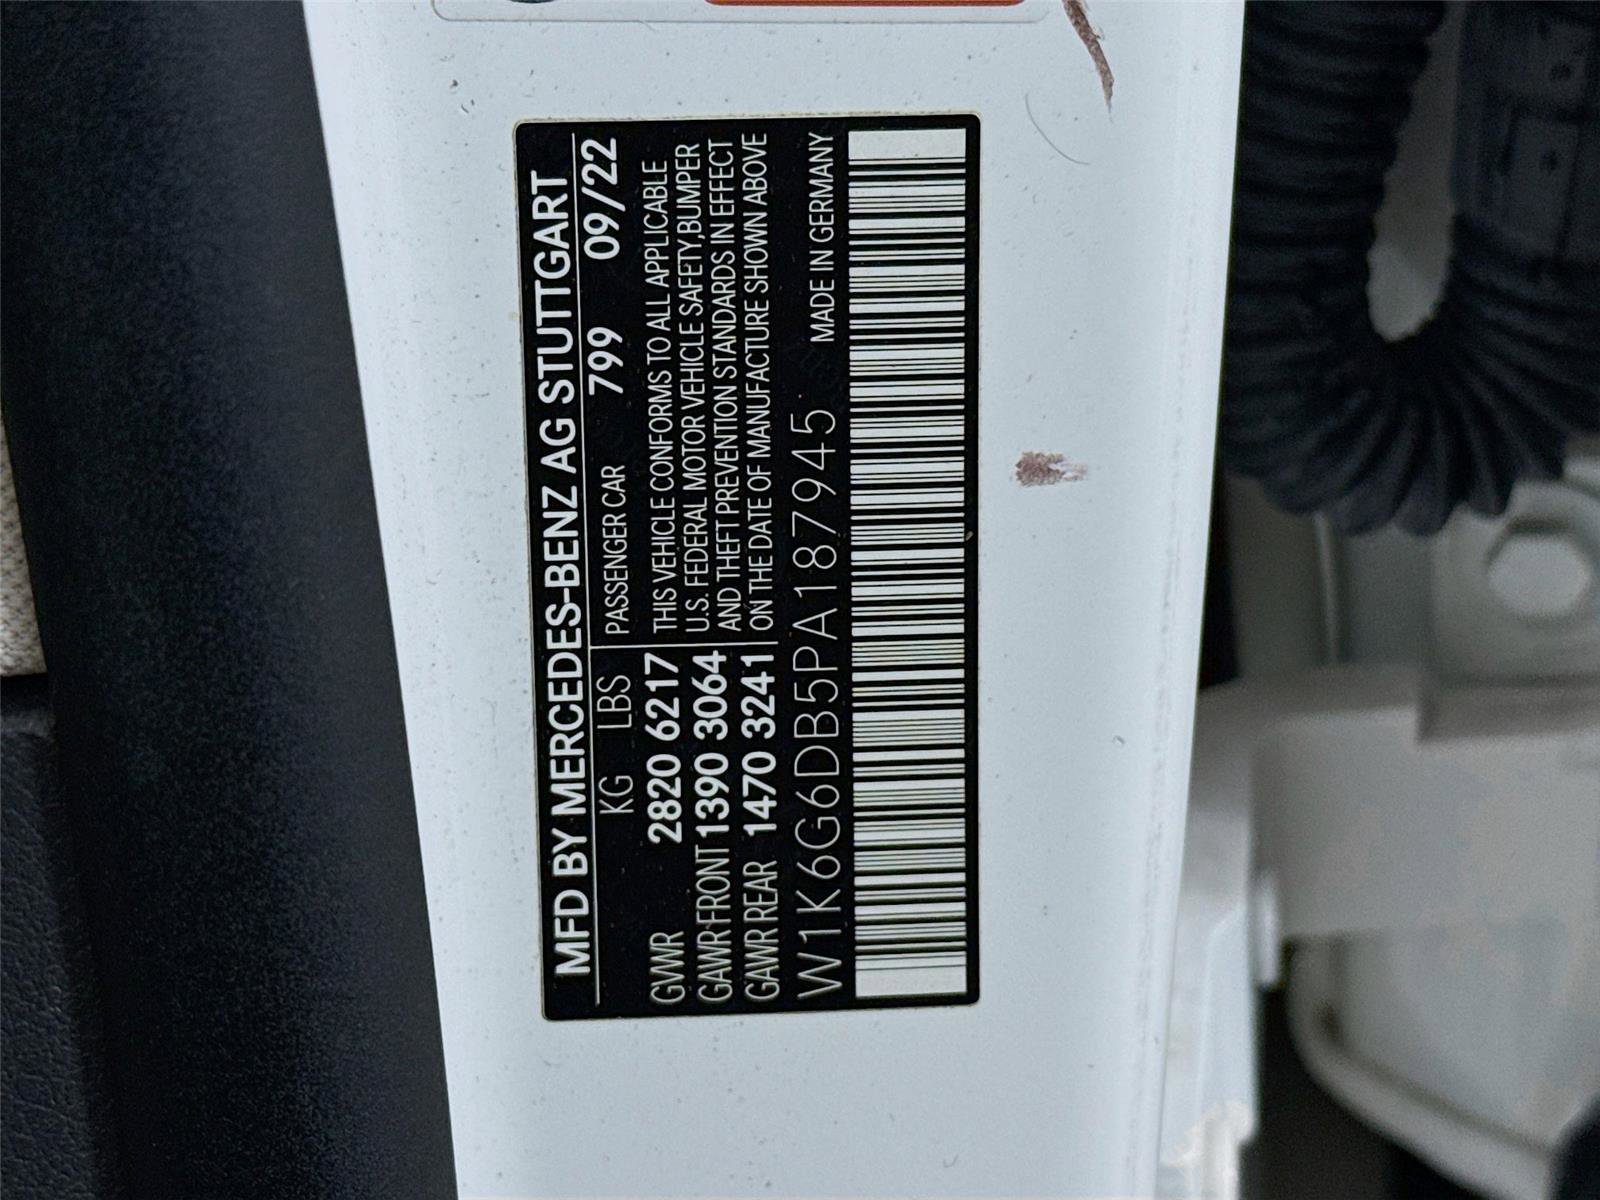 MFD BY MERCEDES-BENZ AG STUTTGART
KG LBS PASSENGER CAR 799 09/22
GVWR 2820 6217
GAWR FRONT 1390 3064
GAWR REAR 1470 3241
THIS VEHICLE CONFORMS TO ALL APPLICABLE
U.S. FEDERAL MOTOR VEHICLE SAFETY,BUMPER
AND THEFT PREVENTION STANDARDS IN EFFECT
ON THE DATE OF MANUFACTURE SHOWN ABOVE
W1K6G6DB5PA187945 MADE IN GERMANY